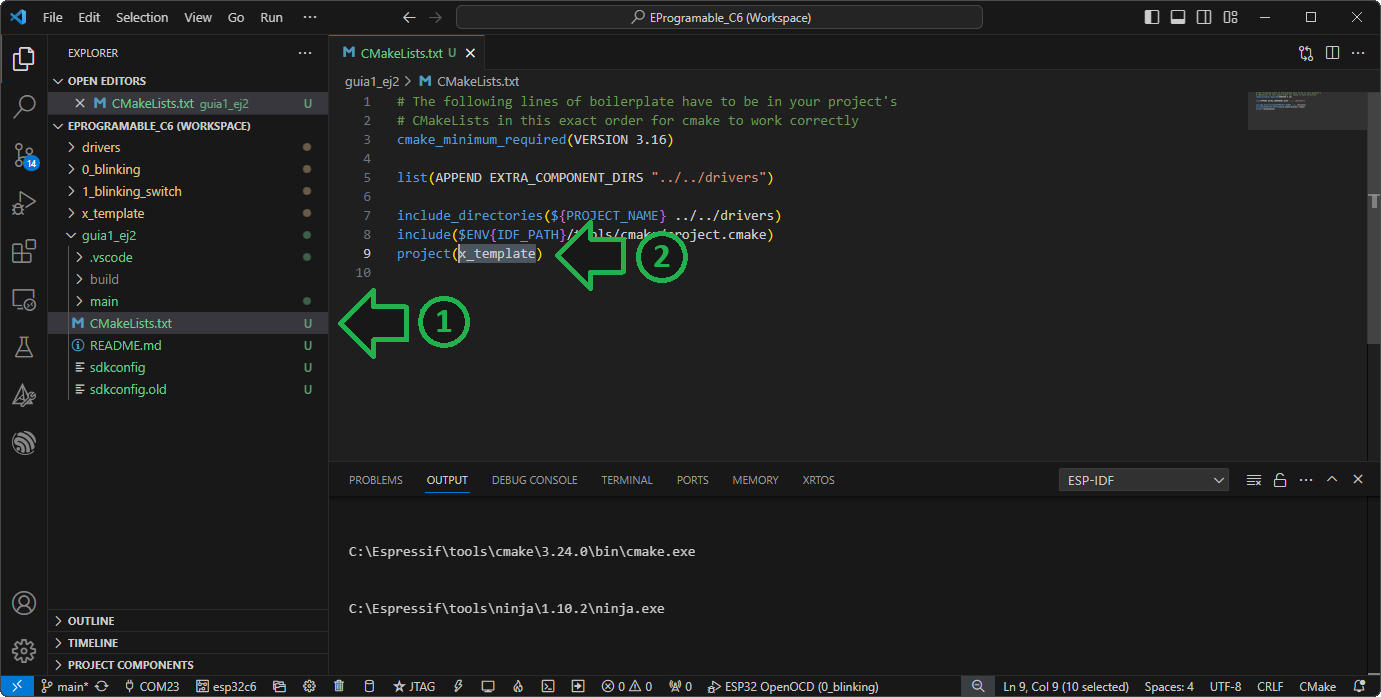 File Edit Selection View Go Run ···
EProgramable_C6 (Workspace)
EXPLORER ···
OPEN EDITORS
CMakeLists.txt guia1_ej2 U
EPROGRAMABLE_C6 (WORKSPACE)
drivers
0_blinking
1_blinking_switch
x_template
guia1_ej2
.vscode
build
main
CMakeLists.txt U
README.md U
sdkconfig U
sdkconfig.old U
OUTLINE
TIMELINE
PROJECT COMPONENTS
14
CMakeLists.txt U
guia1_ej2 > CMakeLists.txt
1 # The following lines of boilerplate have to be in your project's
2 # CMakeLists in this exact order for cmake to work correctly
3 cmake_minimum_required(VERSION 3.16)
4
5 list(APPEND EXTRA_COMPONENT_DIRS "../../drivers")
6
7 include_directories(${PROJECT_NAME} ../../drivers)
8 include($ENV{IDF_PATH}/tools/cmake/project.cmake)
9 project(x_template)
10
1
2
PROBLEMS OUTPUT DEBUG CONSOLE TERMINAL PORTS MEMORY XRTOS
ESP-IDF
C:\Espressif\tools\cmake\3.24.0\bin\cmake.exe
C:\Espressif\tools\ninja\1.10.2\ninja.exe
main* COM23 esp32c6 JTAG 0 0 0 ESP32 OpenOCD (0_blinking) Ln 9, Col 9 (10 selected) Spaces: 4 UTF-8 CRLF CMake